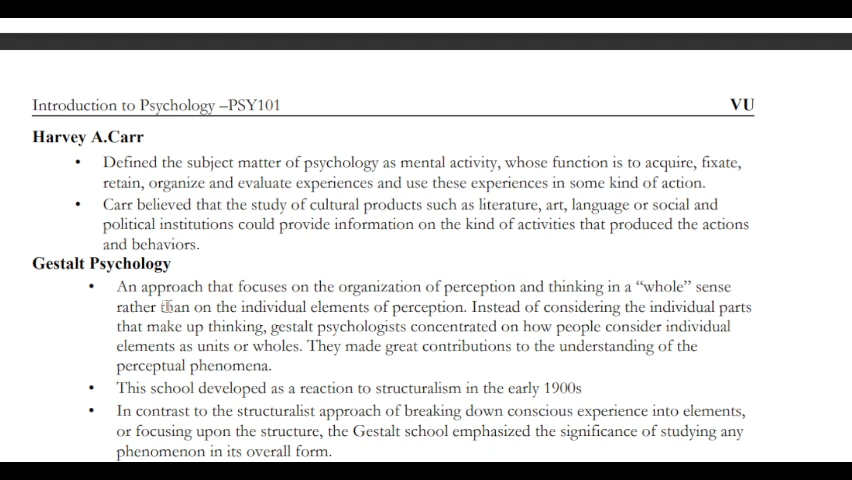 Introduction to Psychology –PSY101 VU
Harvey A.Carr
• Defined the subject matter of psychology as mental activity, whose function is to acquire, fixate,
retain, organize and evaluate experiences and use these experiences in some kind of action.
• Carr believed that the study of cultural products such as literature, art, language or social and
political institutions could provide information on the kind of activities that produced the actions
and behaviors.
Gestalt Psychology
• An approach that focuses on the organization of perception and thinking in a “whole” sense
rather than on the individual elements of perception. Instead of considering the individual parts
that make up thinking, gestalt psychologists concentrated on how people consider individual
elements as units or wholes. They made great contributions to the understanding of the
perceptual phenomena.
• This school developed as a reaction to structuralism in the early 1900s
• In contrast to the structuralist approach of breaking down conscious experience into elements,
or focusing upon the structure, the Gestalt school emphasized the significance of studying any
phenomenon in its overall form.